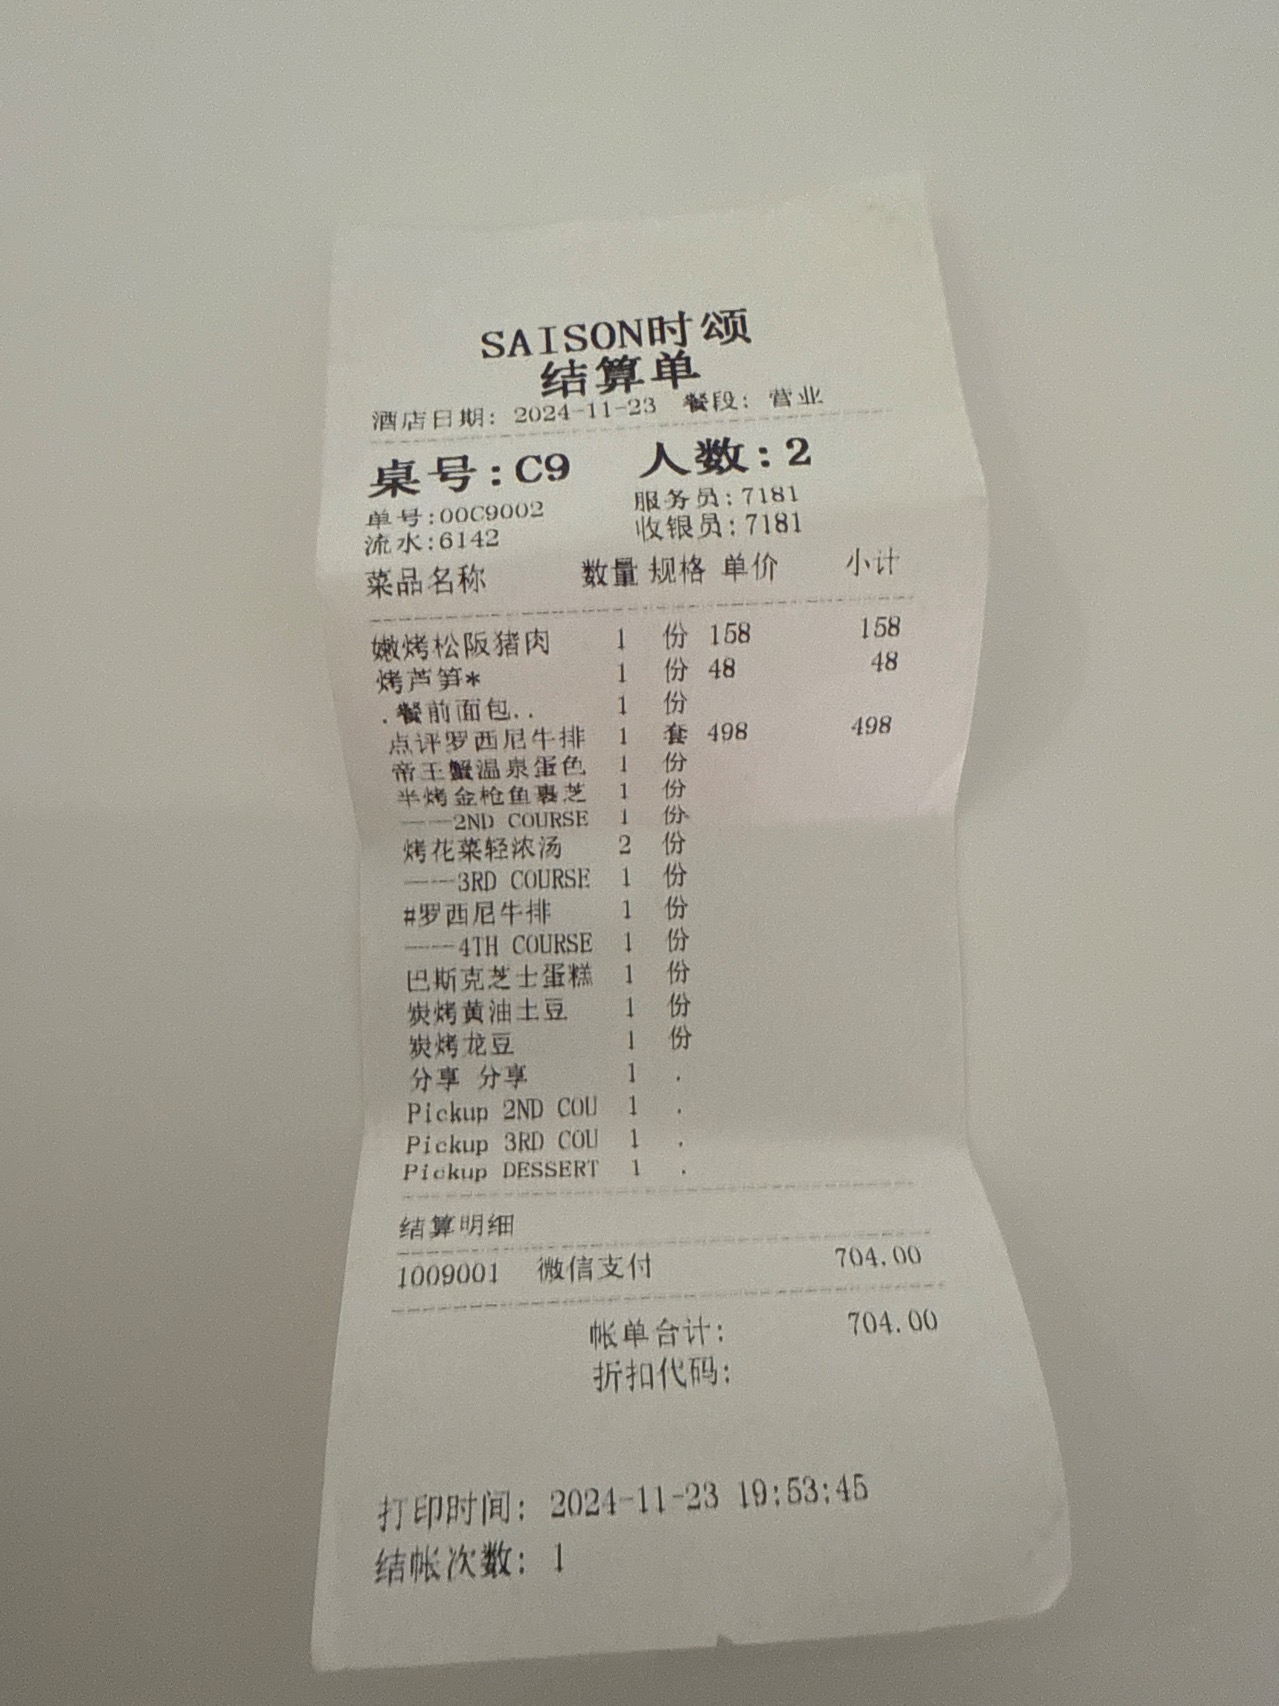 SAISON时颂
结算单
酒店日期: 2024-11-23 餐段: 营业
桌号:C9 人数:2
单号:00C9002 服务员:7181
流水:6142 收银员:7181
菜品名称 数量 规格 单价 小计
嫩烤松阪猪肉 1 份 158 158
烤芦笋* 1 份 48 48
.餐前面包.. 1 份
点评罗西尼牛排 1 套 498 498
帝王蟹温泉蛋色 1 份
半烤金枪鱼裹芝 1 份
——2ND COURSE 1 份
烤花菜轻浓汤 2 份
——3RD COURSE 1 份
#罗西尼牛排 1 份
——4TH COURSE 1 份
巴斯克芝士蛋糕 1 份
炭烤黄油土豆 1 份
炭烤龙豆 1 份
分享 分享 1 .
Pickup 2ND COU 1 .
Pickup 3RD COU 1 .
Pickup DESSERT 1 .
结算明细
1009001 微信支付 704.00
帐单合计: 704.00
折扣代码:
打印时间: 2024-11-23 19:53:45
结帐次数: 1